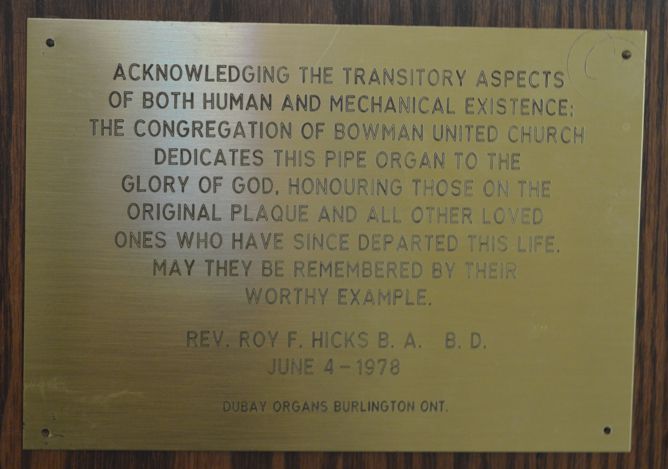 ACKNOWLEDGING THE TRANSITORY ASPECTS
OF BOTH HUMAN AND MECHANICAL EXISTENCE;
THE CONGREGATION OF BOWMAN UNITED CHURCH
DEDICATES THIS PIPE ORGAN TO THE
GLORY OF GOD, HONOURING THOSE ON THE
ORIGINAL PLAQUE AND ALL OTHER LOVED
ONES WHO HAVE SINCE DEPARTED THIS LIFE.
MAY THEY BE REMEMBERED BY THEIR
WORTHY EXAMPLE.
REV. ROY F. HICKS B. A. B. D.
JUNE 4-1978
DUBAY ORGANS BURLINGTON ONT.